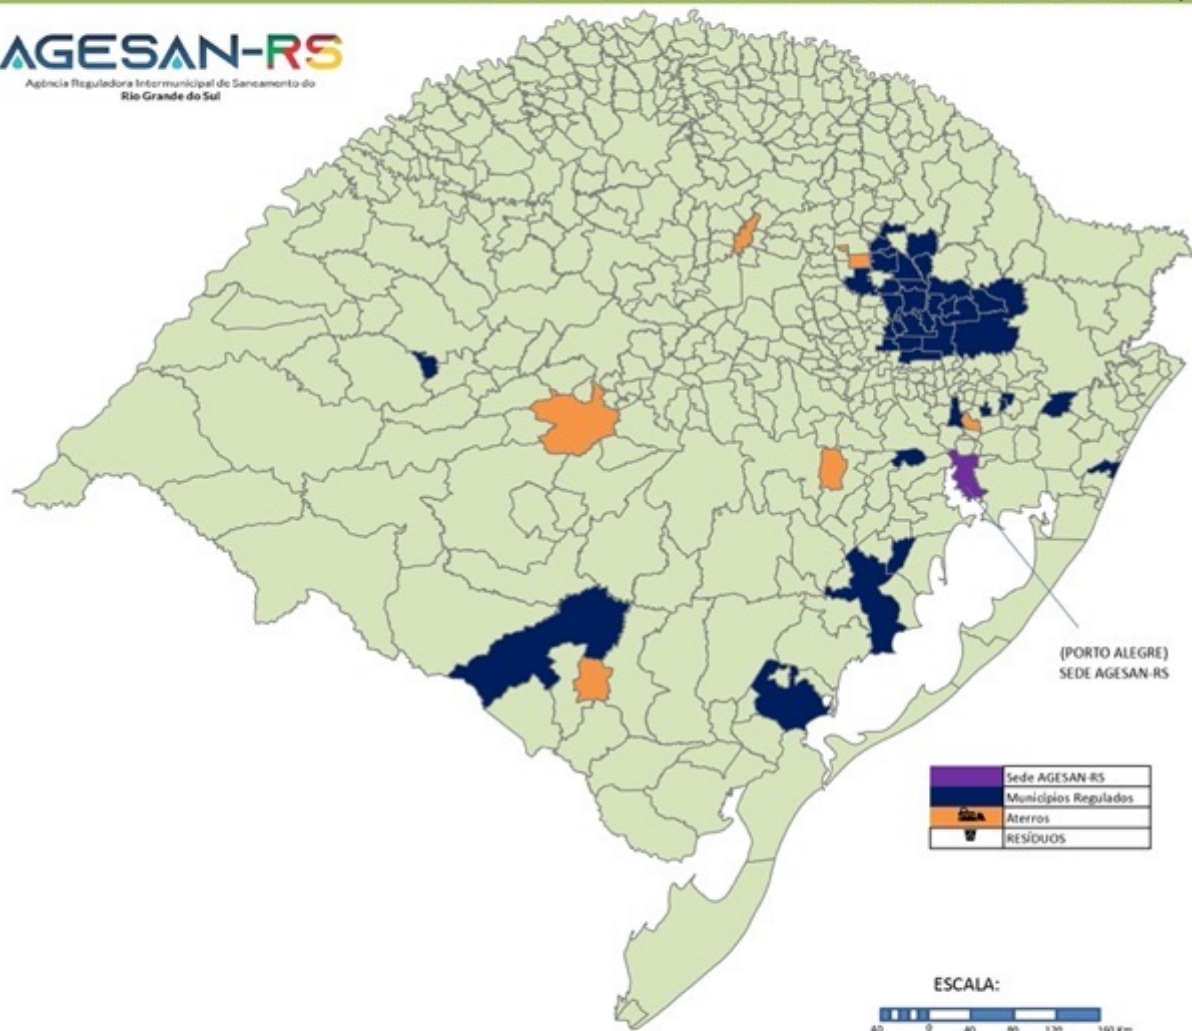 AGESAN-RS
Agência Reguladora Intermunicipal de Saneamento do
Rio Grande do Sul
(PORTO ALEGRE)
SEDE AGESAN-RS
Sede AGESAN-RS
Municípios Regulados
Aterros
RESÍDUOS
ESCALA:
40 0 40 80 120 160 Km